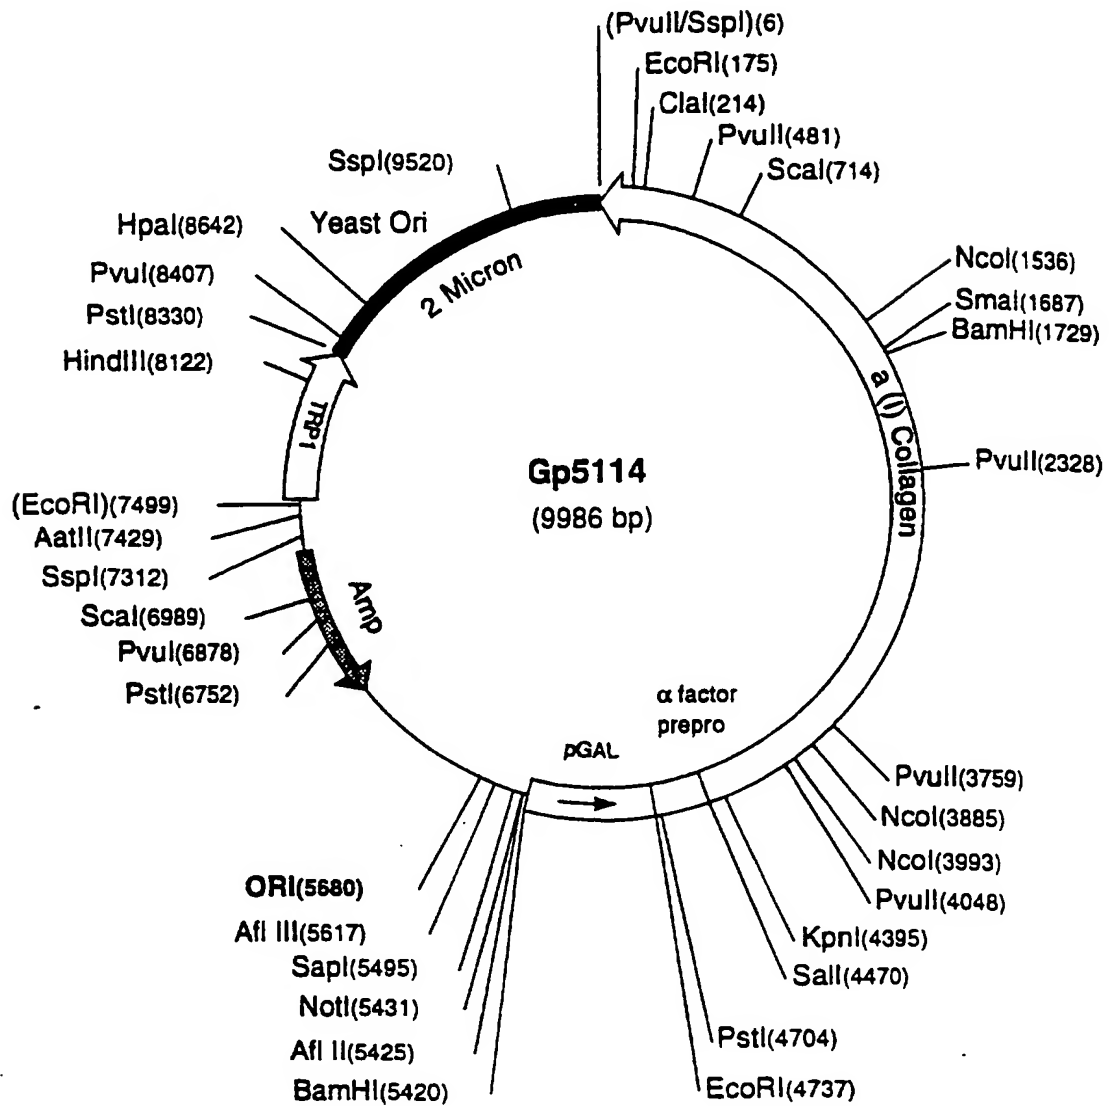 (PvuII/SspI)(6)
EcoRI(175)
ClaI(214)
PvuII(481)
ScaI(714)
SspI(9520)
HpaI(8642)
Yeast Ori
PvuI(8407)
2 Micron
PstI(8330)
HindIII(8122)
NcoI(1536)
SmaI(1687)
BamHI(1729)
a (I) Collagen
TRP1
PvuII(2328)
Gp5114
(9986 bp)
(EcoRI)(7499)
AatII(7429)
SspI(7312)
ScaI(6989)
Amp
PvuI(6878)
PstI(6752)
α factor
prepro
pGAL
PvuII(3759)
NcoI(3885)
NcoI(3993)
PvuII(4048)
KpnI(4395)
SalI(4470)
ORI(5680)
Afl III(5617)
SapI(5495)
NotI(5431)
Afl II(5425)
BamHI(5420)
PstI(4704)
EcoRI(4737)